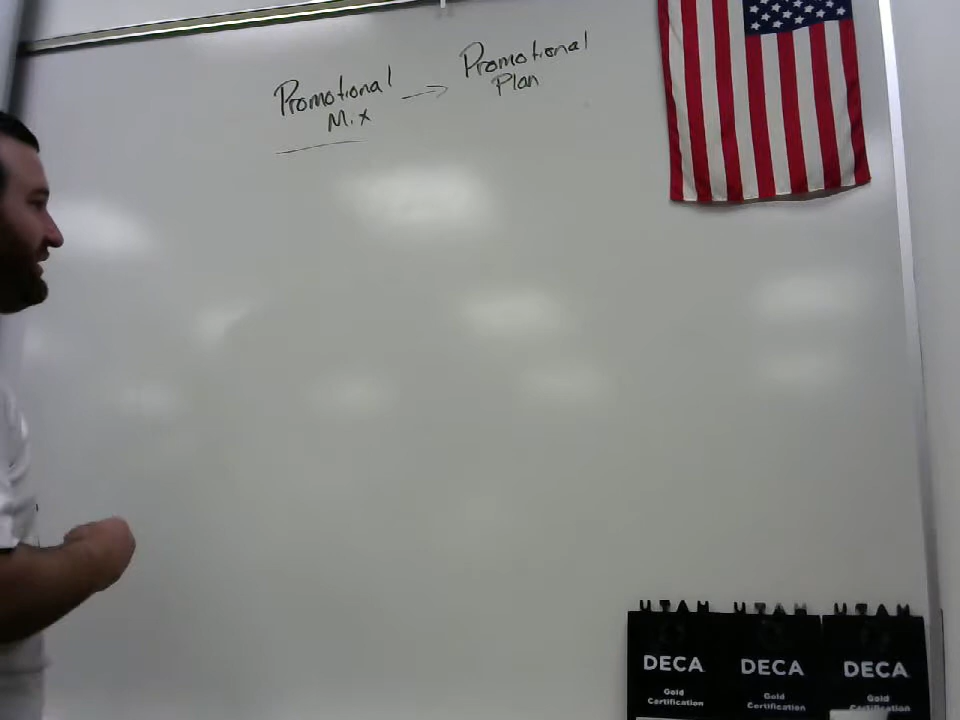 Promotional
Mix
→
Promotional
Plan
UTAH
DECA
Gold
Certification
UTAH
DECA
Gold
Certification
UTAH
DECA
Gold
Certification